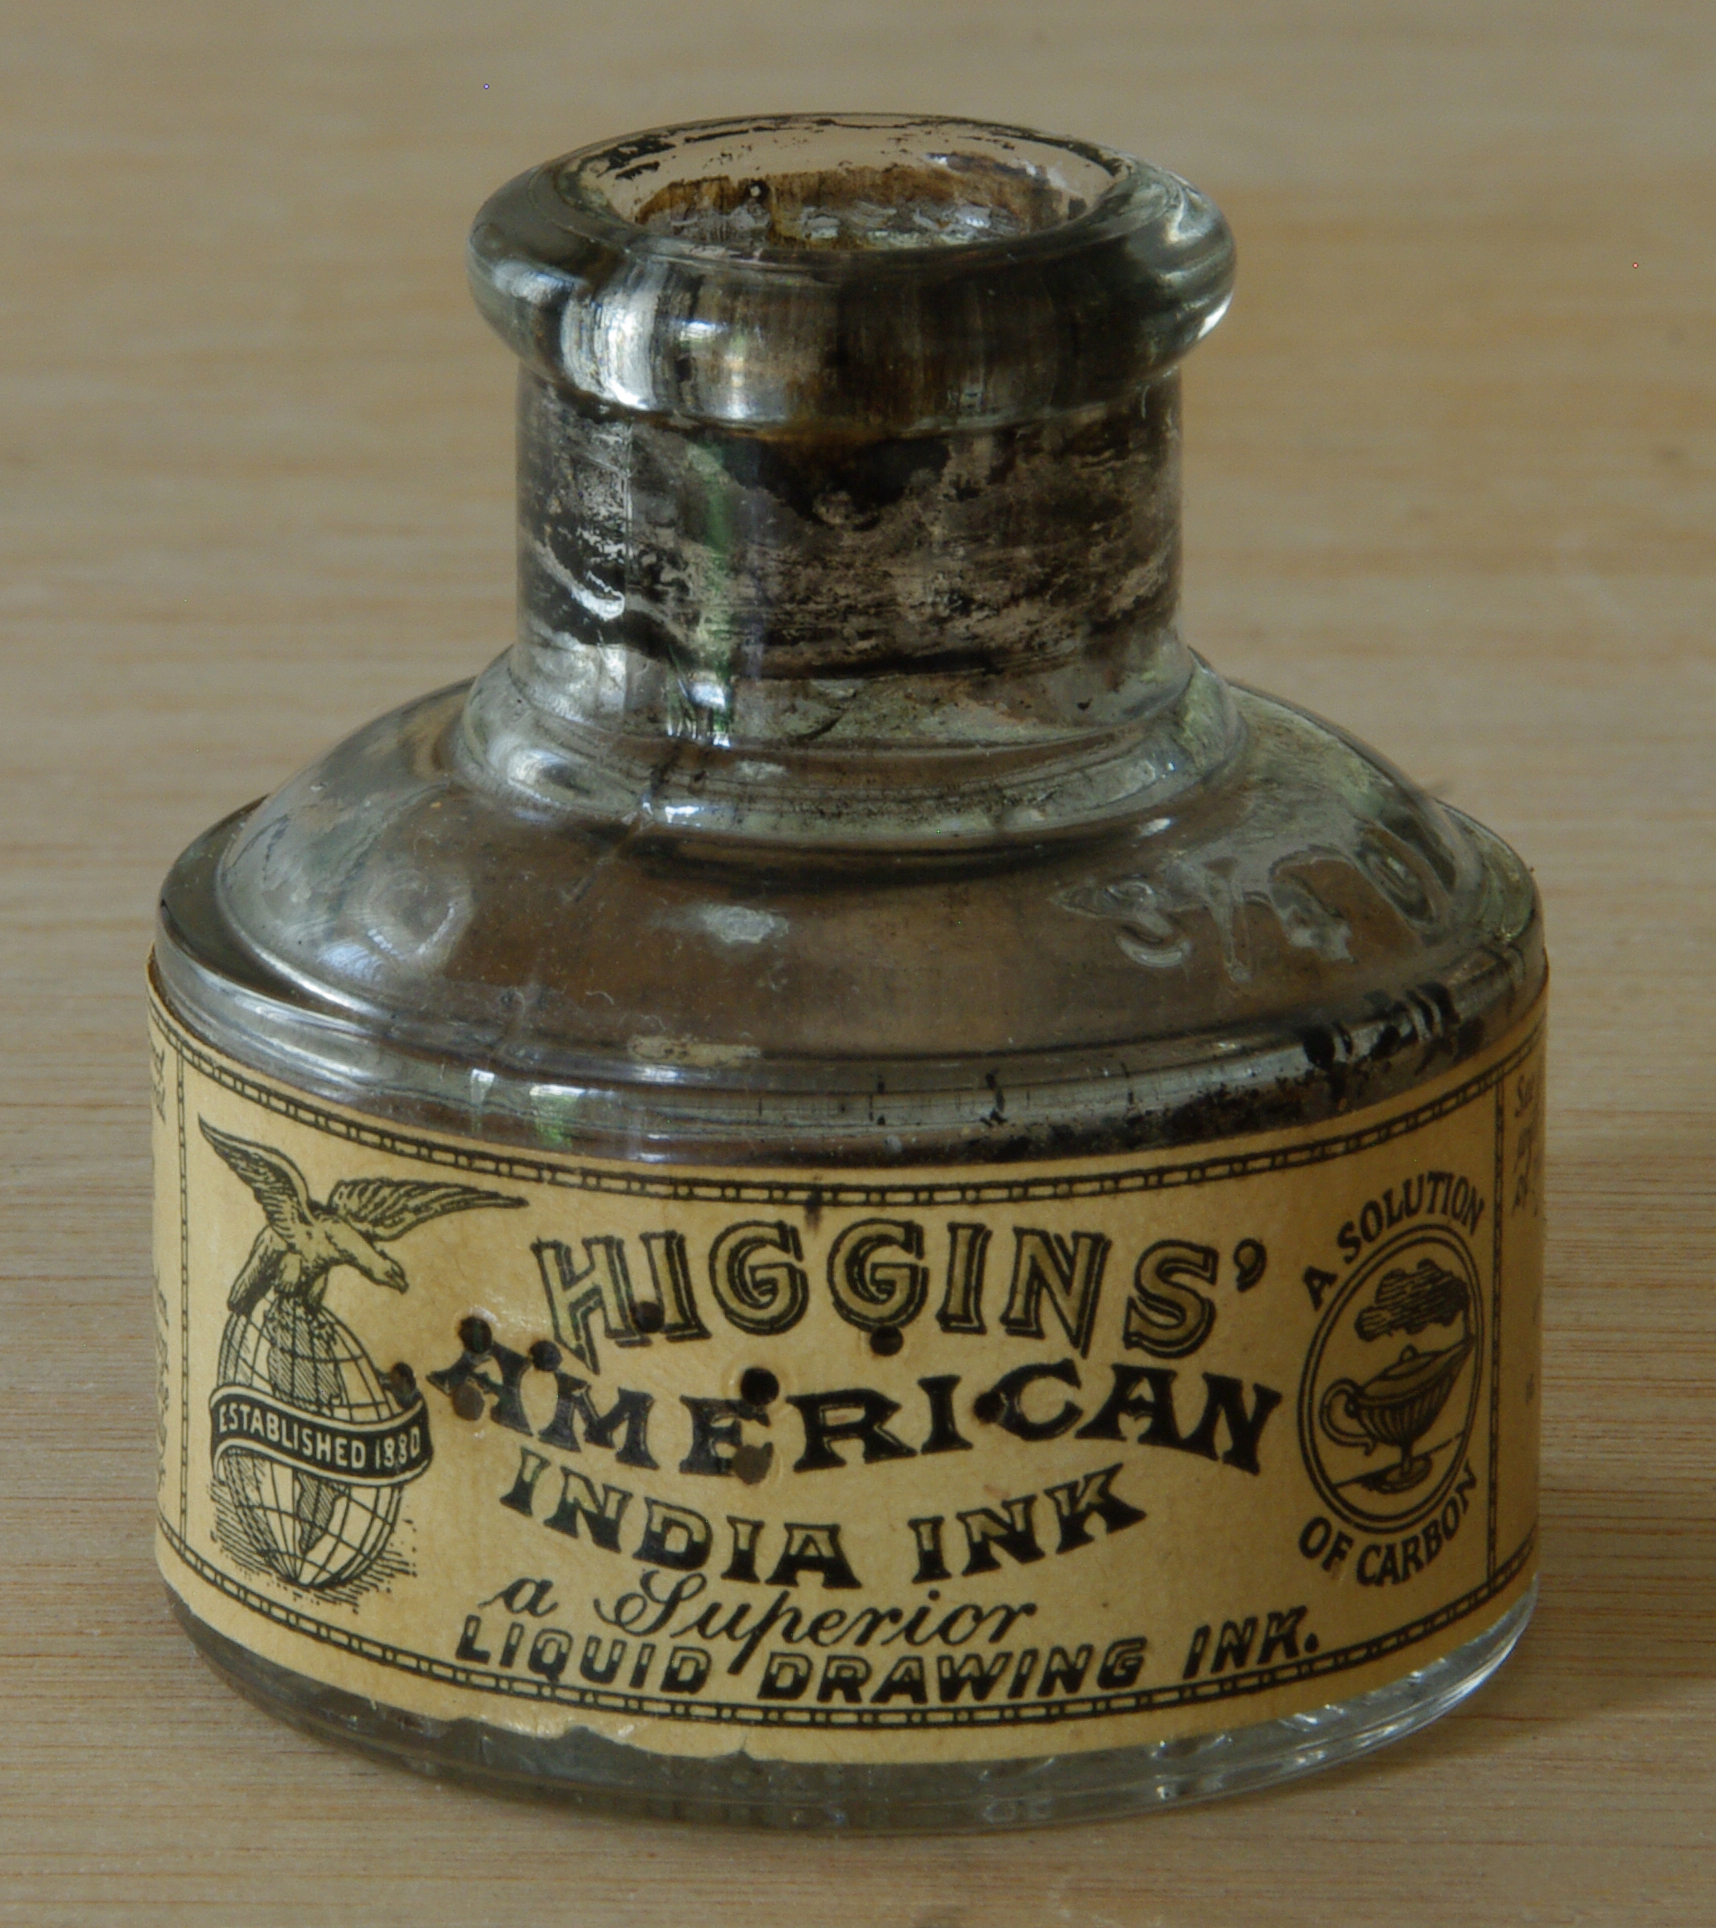 HIGGINS'
AMERICAN
INDIA INK
a Superior
LIQUID DRAWING INK.
ESTABLISHED 1880
A SOLUTION
OF CARBON